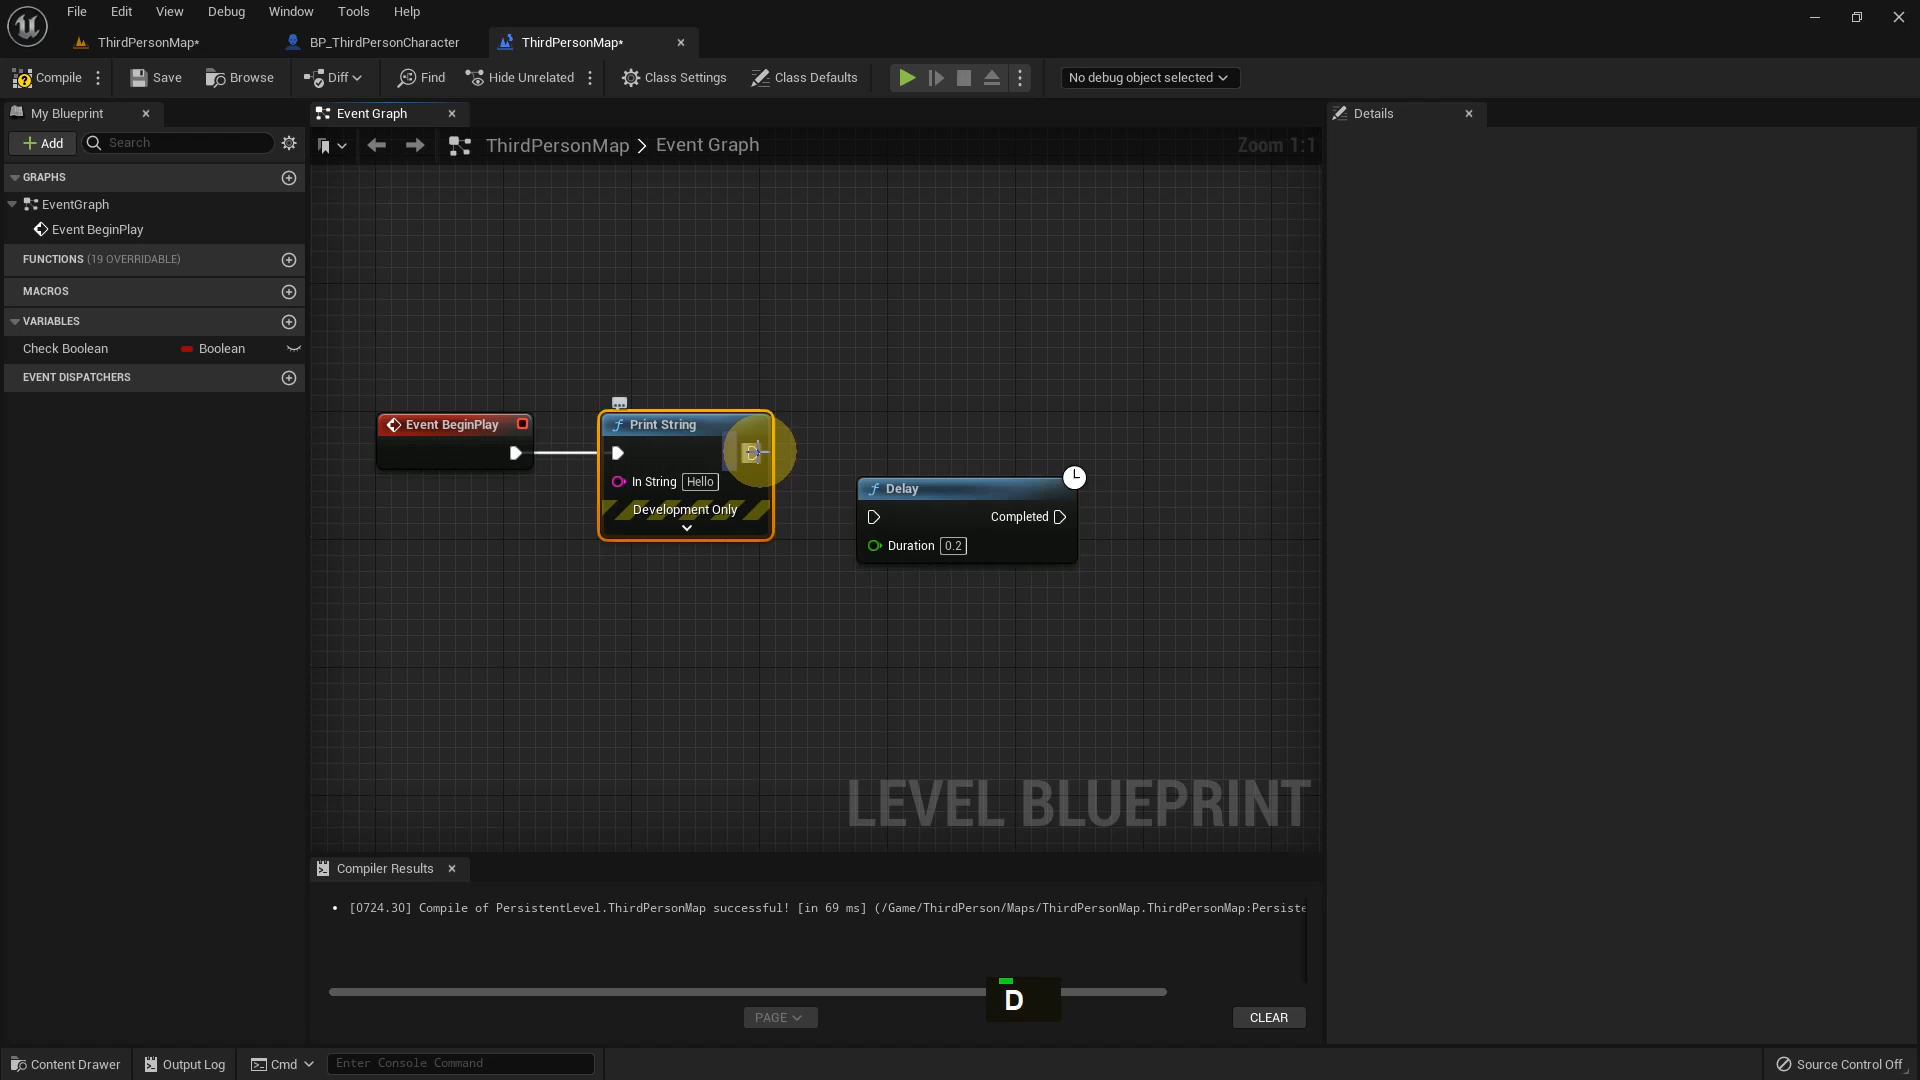 File Edit View Debug Window Tools Help
ThirdPersonMap* BP_ThirdPersonCharacter ThirdPersonMap*
Compile Save Browse Diff Find Hide Unrelated Class Settings Class Defaults No debug object selected
My Blueprint Event Graph Details
Add Search ThirdPersonMap > Event Graph Zoom 1:1
GRAPHS
EventGraph
Event BeginPlay
FUNCTIONS (19 OVERRIDABLE)
MACROS
VARIABLES
Check Boolean Boolean
EVENT DISPATCHERS
Event BeginPlay
Print String
In String Hello
Development Only
Delay
Completed
Duration 0.2
LEVEL BLUEPRINT
Compiler Results
• [0724.30] Compile of PersistentLevel.ThirdPersonMap successful! [in 69 ms] (/Game/ThirdPerson/Maps/ThirdPersonMap.ThirdPersonMap:Persiste
D
PAGE CLEAR
Content Drawer Output Log Cmd Enter Console Command Source Control Off